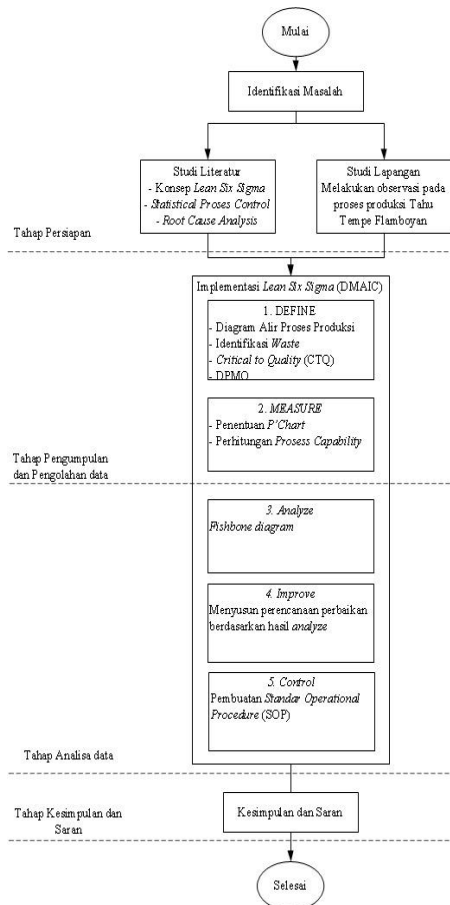 Mulai
Identifikasi Masalah
Studi Literatur
- Konsep Lean Six Sigma
- Statistical Proses Control
- Root Cause Analysis
Studi Lapangan
Melakukan observasi pada
proses produksi Tahu
Tempe Flamboyan
Tahap Persiapan
Implementasi Lean Six Sigma (DMAIC)
1. DEFINE
- Diagram Alir Proses Produksi
- Identifikasi Waste
- Critical to Quality (CTQ)
- DPMO
2. MEASURE
- Penentuan P'Chart
- Perhitungan Prosess Capability
Tahap Pengumpulan
dan Pengolahan data
3. Analyze
Fishbone diagram
4. Improve
Menyusun perencanaan perbaikan
berdasarkan hasil analyze
5. Control
Pembuatan Standar Operational
Procedure (SOP)
Tahap Analisa data
Tahap Kesimpulan dan
Saran
Kesimpulan dan Saran
Selesai